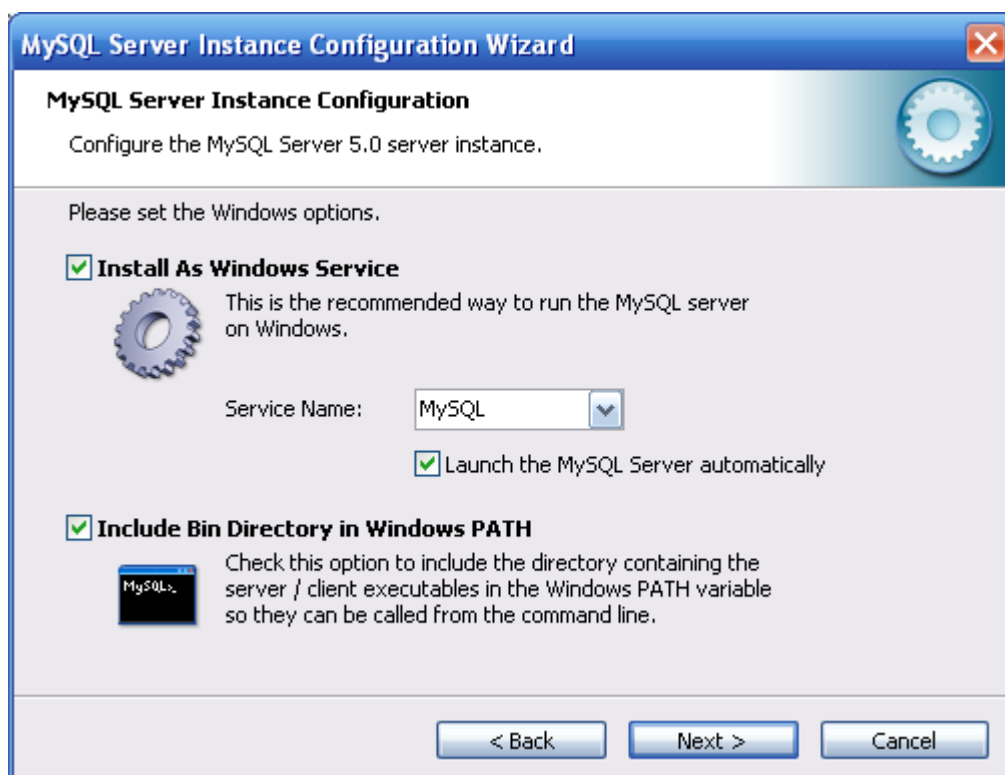 MySQL Server Instance Configuration Wizard
MySQL Server Instance Configuration
Configure the MySQL Server 5.0 server instance.
Please set the Windows options.
Install As Windows Service
This is the recommended way to run the MySQL server
on Windows.
Service Name: MySQL
Launch the MySQL Server automatically
Include Bin Directory in Windows PATH
MySQL>_
Check this option to include the directory containing the
server / client executables in the Windows PATH variable
so they can be called from the command line.
< Back Next > Cancel